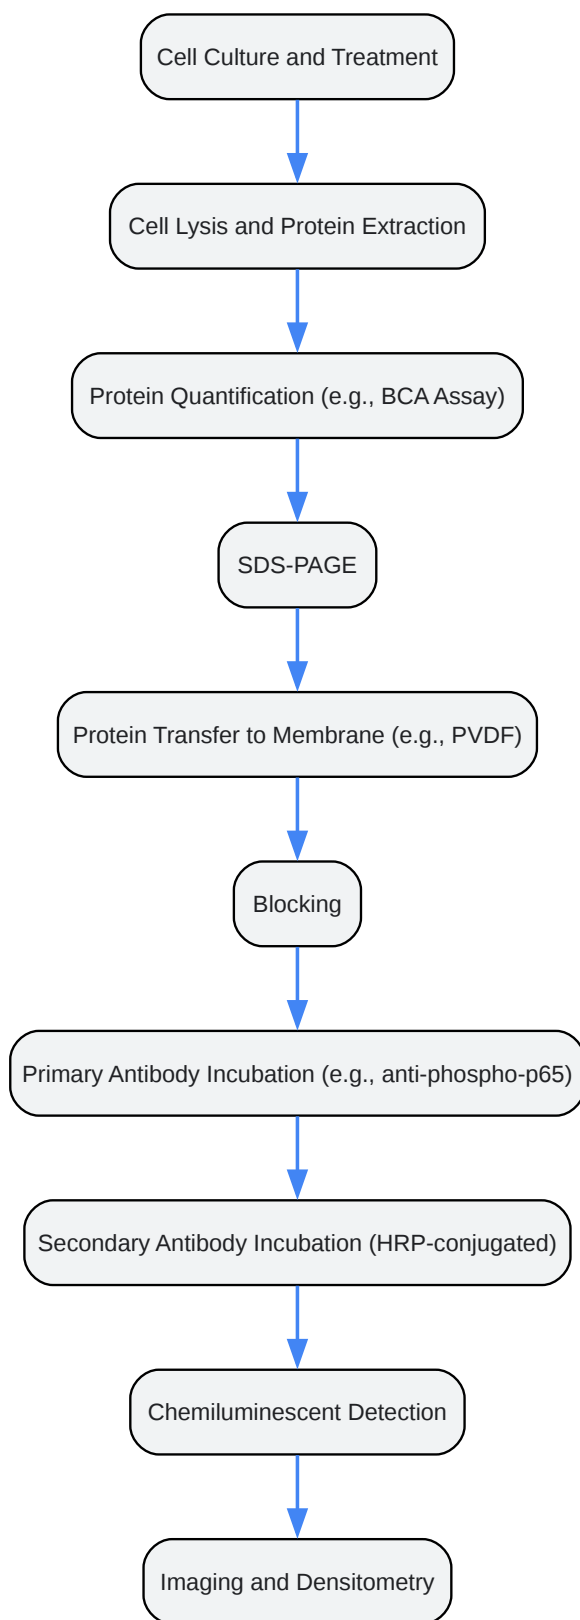 Cell Culture and Treatment
Cell Lysis and Protein Extraction
Protein Quantification (e.g., BCA Assay)
SDS-PAGE
Protein Transfer to Membrane (e.g., PVDF)
Blocking
Primary Antibody Incubation (e.g., anti-phospho-p65)
Secondary Antibody Incubation (HRP-conjugated)
Chemiluminescent Detection
Imaging and Densitometry